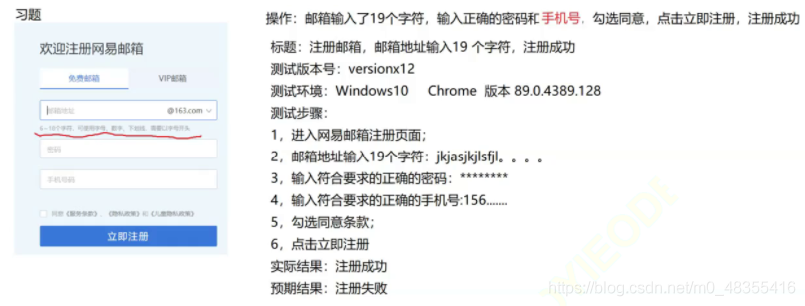 习题
操作：邮箱输入了19个字符，输入正确的密码和手机号，勾选同意，点击立即注册，注册成功
欢迎注册网易邮箱
免费邮箱 VIP邮箱
邮箱地址 @163.com
6~18个字符，可使用字母、数字、下划线，需要以字母开头
密码
手机号码
同意《服务条款》、《隐私政策》和《儿童隐私政策》
立即注册
标题：注册邮箱，邮箱地址输入19 个字符，注册成功
测试版本号：versionx12
测试环境：Windows10 Chrome 版本 89.0.4389.128
测试步骤：
1，进入网易邮箱注册页面；
2，邮箱地址输入19个字符：jkjasjkjlsfjl。。。。
3，输入符合要求的正确的密码：********
4，输入符合要求的正确的手机号:156.......
5，勾选同意条款；
6，点击立即注册
实际结果：注册成功
预期结果：注册失败
https://blog.csdn.net/m0_48355416